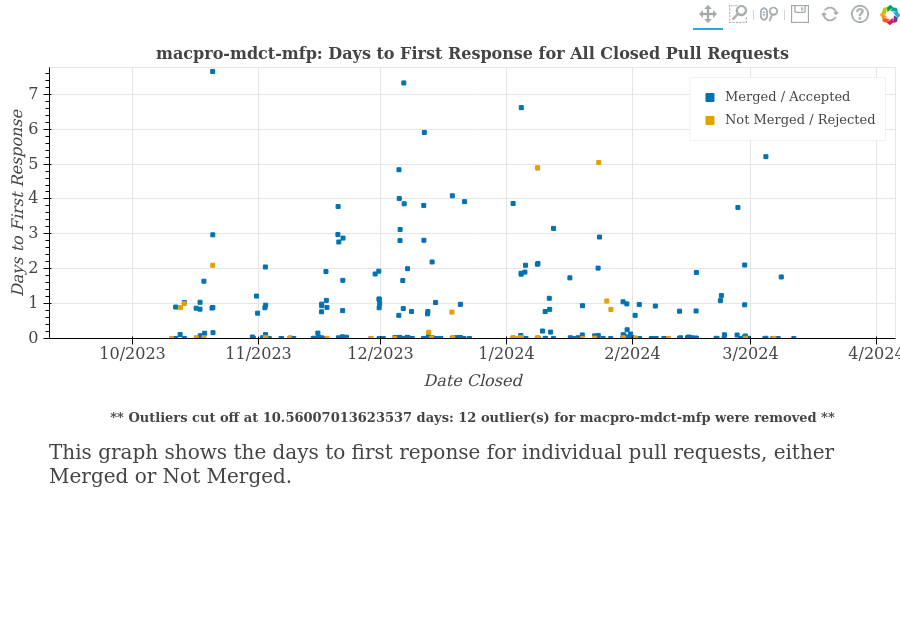 macpro-mdct-mfp: Days to First Response for All Closed Pull Requests
Merged / Accepted
Not Merged / Rejected
Days to First Response
7
6
5
4
3
2
1
0
10/2023
11/2023
12/2023
1/2024
2/2024
3/2024
4/2024
Date Closed
** Outliers cut off at 10.56007013623537 days: 12 outlier(s) for macpro-mdct-mfp were removed **
This graph shows the days to first reponse for individual pull requests, either
Merged or Not Merged.